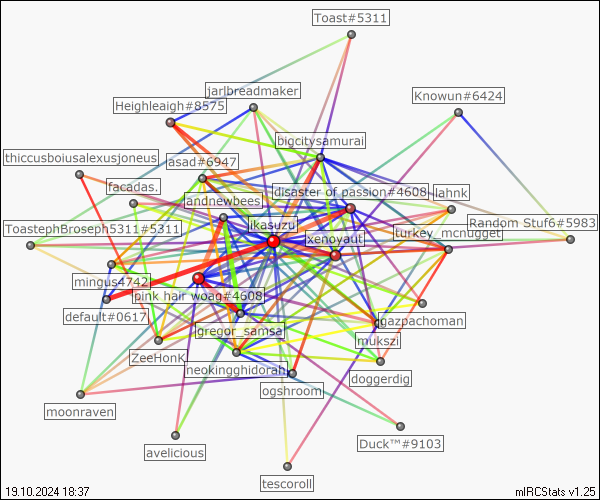 Toast#5311
jarlbreadmaker
Knowun#6424
Heighleaigh#8575
bigcitysamurai
thiccusboiusalexusjoneus
asad#6947
facadas.
disaster of passion#4608
lahnk
andnewbees
ikasuzu
ToastephBroseph5311#5311
Random Stuf6#5983
xenoyaut
turkey_mcnugget
mingus4742
pink hair woag#4608
default#0617
gazpachoman
gregor_samsa
mukszi
ZeeHonk
neokingghidorah
doggerdig
ogshroom
moonraven
Duck™#9103
avelicious
tescoroll
19.10.2024 18:37
mIRCStats v1.25